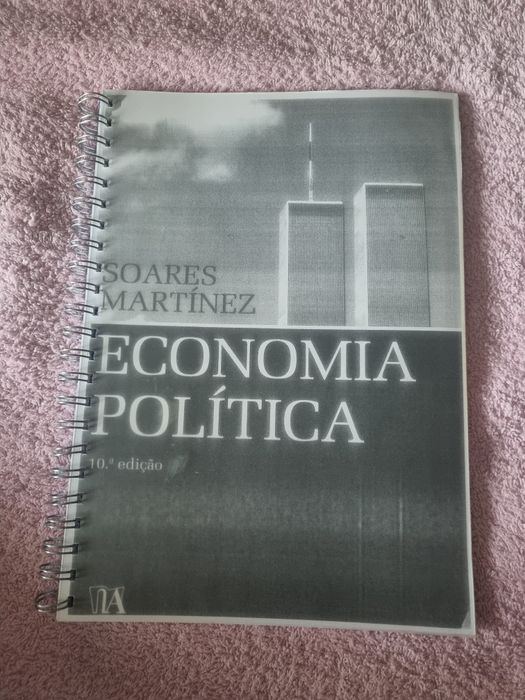 SOARES
MARTÍNEZ
ECONOMIA
POLÍTICA
10.ª edição